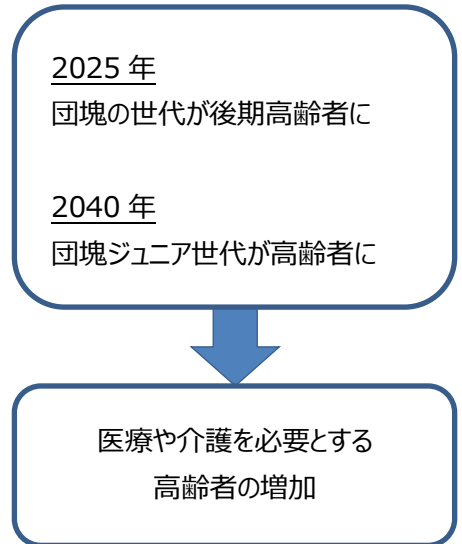 2025 年
団塊の世代が後期高齢者に
2040 年
団塊ジュニア世代が高齢者に
医療や介護を必要とする
高齢者の増加